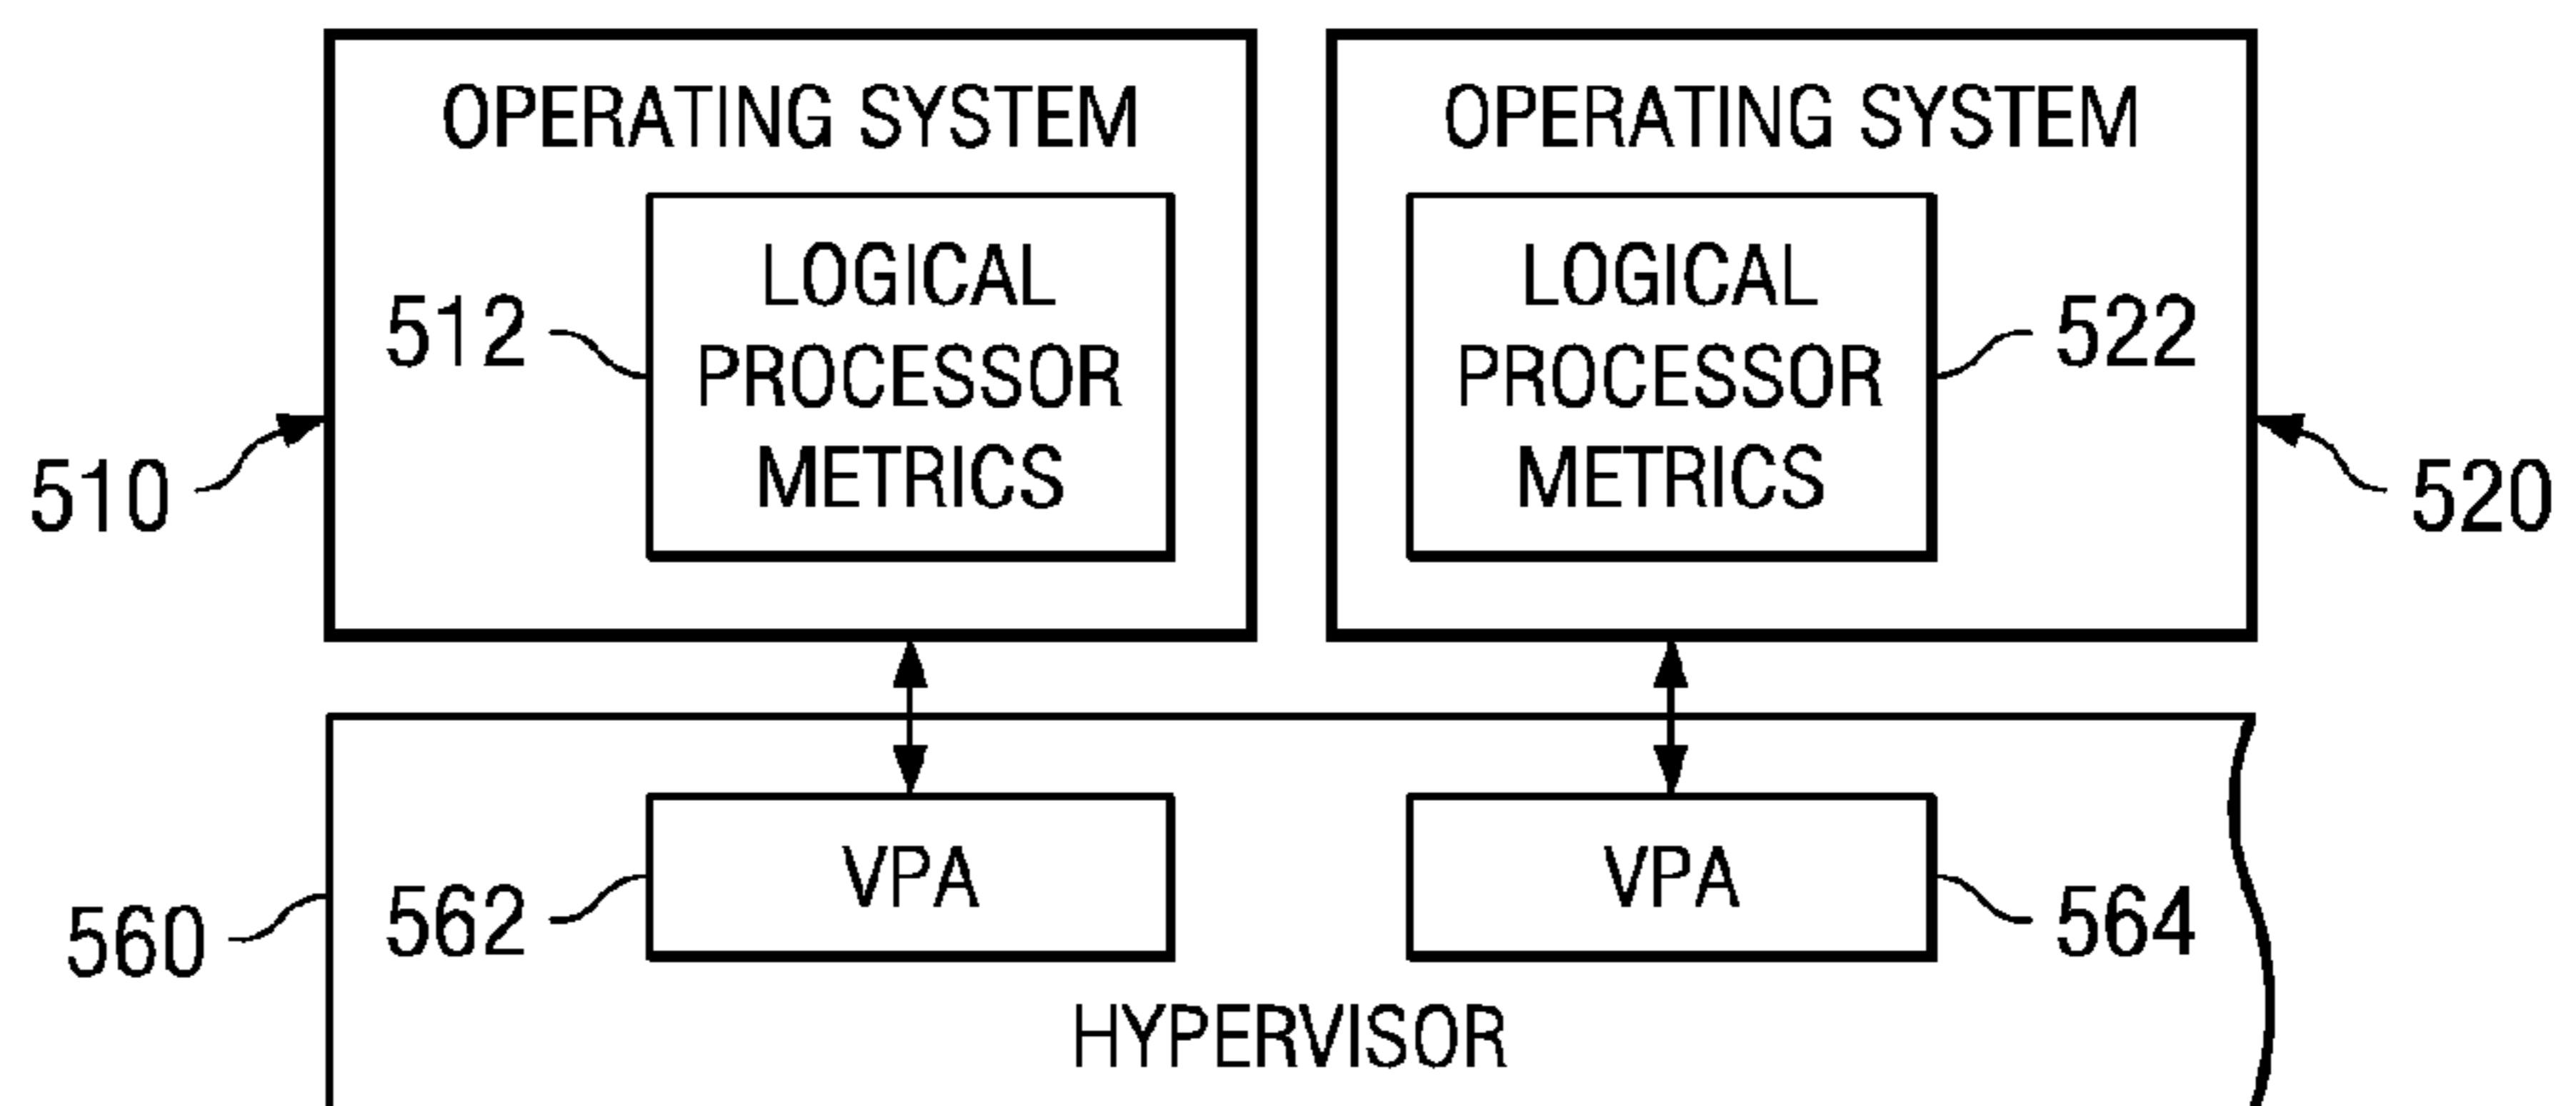 OPERATING SYSTEM
LOGICAL
PROCESSOR
METRICS
512
510
OPERATING SYSTEM
LOGICAL
PROCESSOR
METRICS
522
520
VPA
562
560
VPA
564
HYPERVISOR